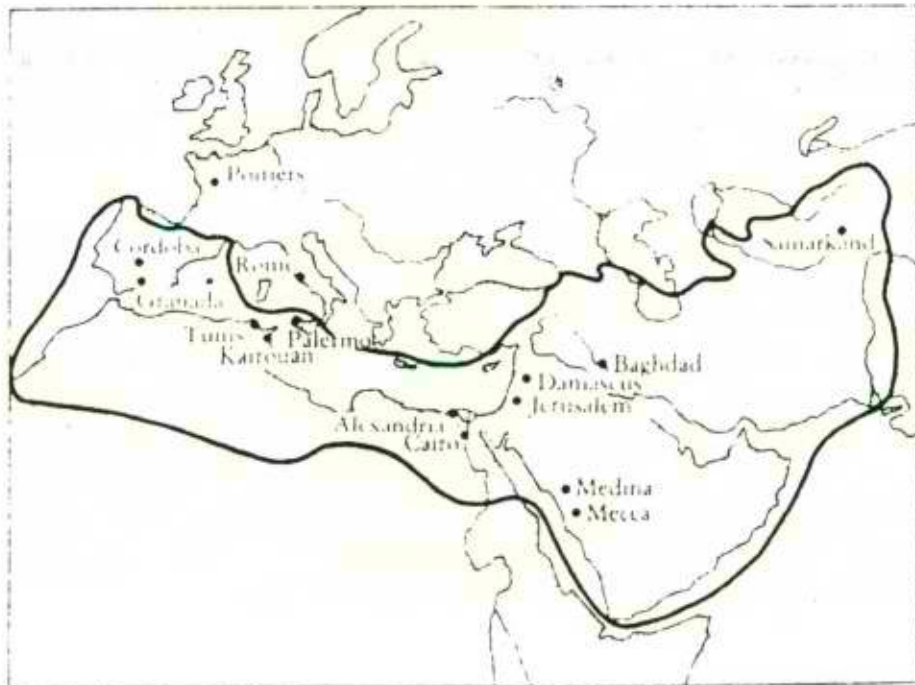 Poitiers
Cordoba
Rome
Samarkand
Granada
Tunis
Palermo
Kairouan
Baghdad
Damascus
Jerusalem
Alexandria
Cairo
Medina
Mecca